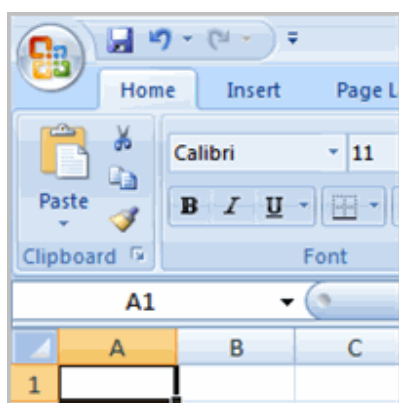 Home Insert Page L
Calibri 11
Paste
B I U
Clipboard Font
A1
A B C
1